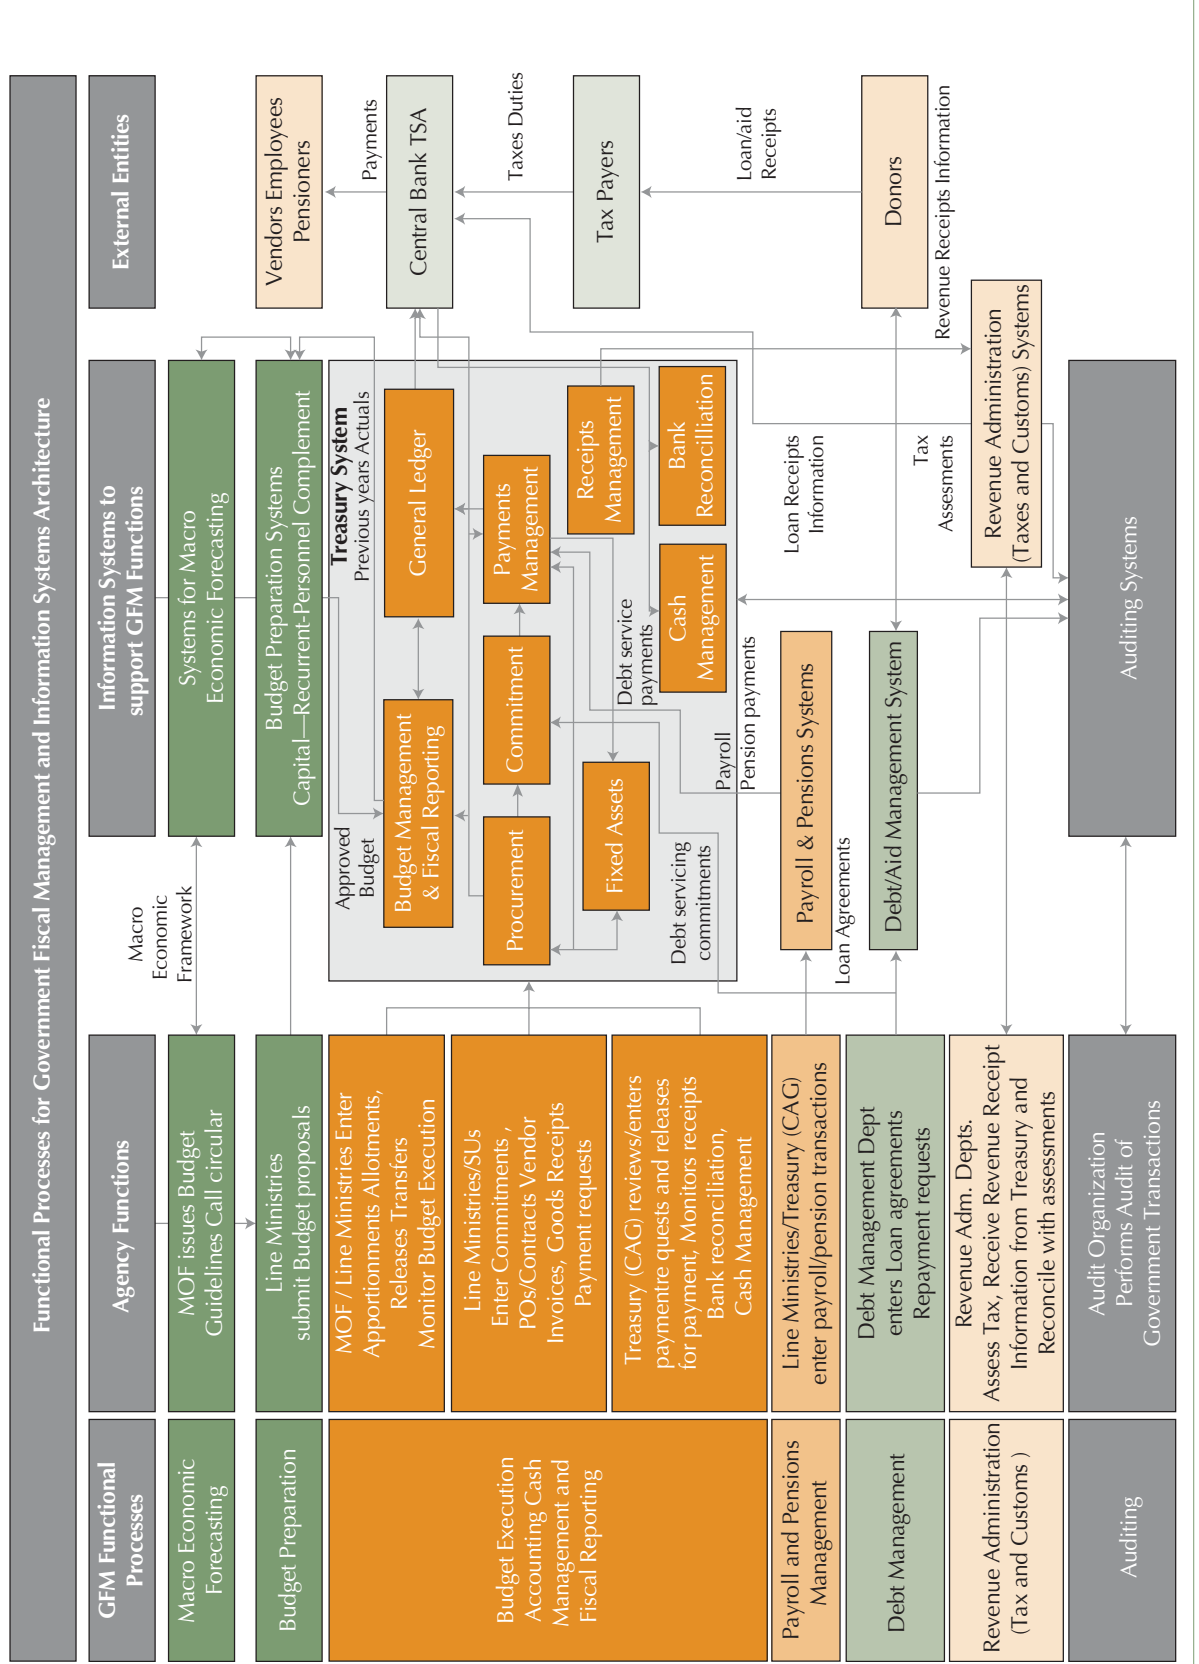 Functional Processes for Government Fiscal Management and Information Systems Architecture
GFM Functional
Processes
Agency Functions
Information Systems to
support GFM Functions
External Entities
Macro Economic
Forecasting
MOF issues Budget
Guidelines Call circular
Macro
Economic
Framework
Systems for Macro
Economic Forecasting
Budget Preparation
Line Ministries
submit Budget proposals
Budget Preparation Systems
Capital—Recurrent-Personnel Complement
Vendors Employees
Pensioners
Payments
Budget Execution
Accounting Cash
Management and
Fiscal Reporting
MOF / Line Ministries Enter
Apportionments Allotments,
Releases Transfers
Monitor Budget Execution
Line Ministries/SUs
Enter Commitments ,
POs/Contracts Vendor
Invoices, Goods Receipts
Payment requests
Treasury (CAG) reviews/enters
paymentre quests and releases
for payment, Monitors receipts
Bank reconciliation,
Cash Management
Treasury System
Previous years Actuals
Approved
Budget
Budget Management
& Fiscal Reporting
General Ledger
Central Bank TSA
Procurement
Commitment
Payments
Management
Taxes Duties
Fixed Assets
Debt service
payments
Receipts
Management
Tax Payers
Debt servicing
commitments
Cash
Management
Bank
Reconcilliation
Payroll
Pension payments
Loan/aid
Receipts
Payroll and Pensions
Management
Line Ministries/Treasury (CAG)
enter payroll/pension transactions
Payroll & Pensions Systems
Loan Receipts
Information
Loan Agreements
Debt Management
Debt Management Dept
enters Loan agreements
Repayment requests
Debt/Aid Management System
Donors
Tax
Assesments
Revenue Receipts Information
Revenue Administration
(Tax and Customs )
Revenue Adm. Depts.
Assess Tax, Receive Revenue Receipt
Information from Treasury and
Reconcile with assessments
Revenue Administration
(Taxes and Customs) Systems
Auditing
Audit Organization
Performs Audit of
Government Transactions
Auditing Systems